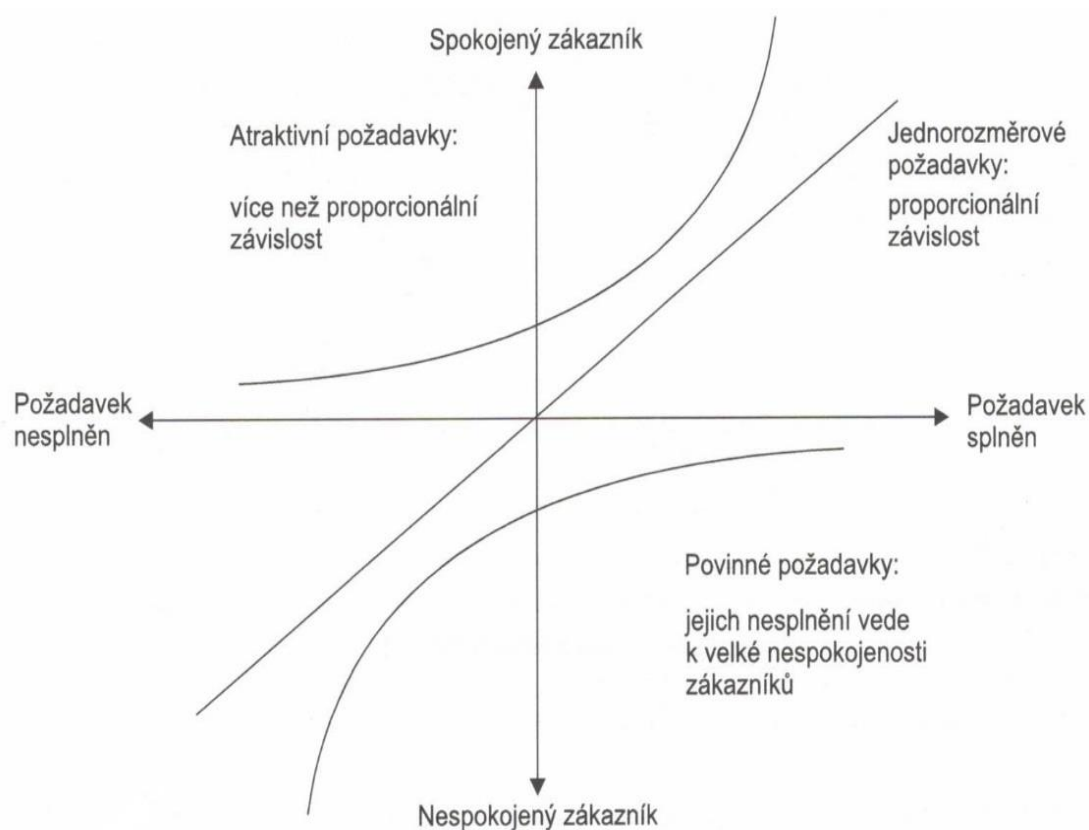 Spokojený zákazník
Atraktivní požadavky:
více než proporcionální
závislost
Jednorozměrové
požadavky:
proporcionální
závislost
Požadavek
nesplněn
Požadavek
splněn
Povinné požadavky:
jejich nesplnění vede
k velké nespokojenosti
zákazníků
Nespokojený zákazník